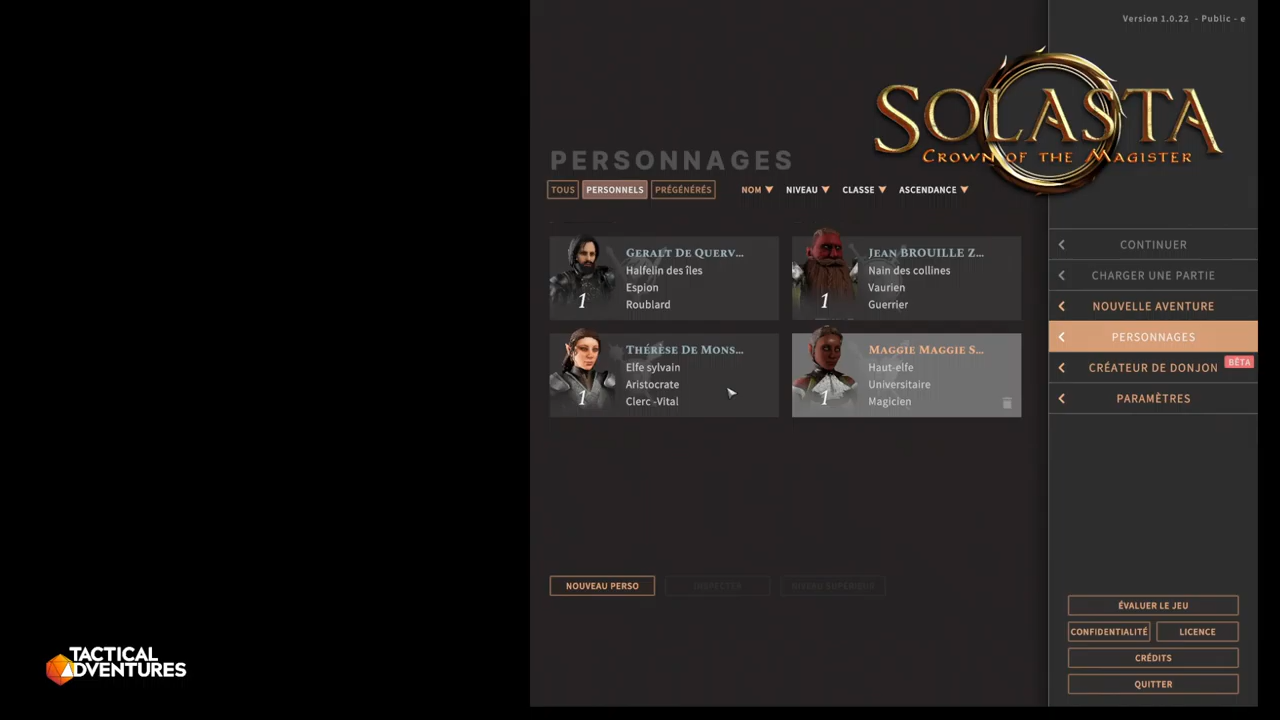 Version 1.0.22 - Public - e
SOLASTA
CROWN OF THE MAGISTER
PERSONNAGES
TOUS
PERSONNELS
PRÉGÉNÉRÉS
NOM
NIVEAU
CLASSE
ASCENDANCE
GERALT DE QUERV...
Halfelin des îles
Espion
Roublard
1
JEAN BROUILLE Z...
Nain des collines
Vaurien
Guerrier
1
THÉRÈSE DE MONS...
Elfe sylvain
Aristocrate
Clerc -Vital
1
MAGGIE MAGGIE S...
Haut-elfe
Universitaire
Magicien
1
NOUVEAU PERSO
INSPECTER
NIVEAU SUPÉRIEUR
CONTINUER
CHARGER UNE PARTIE
NOUVELLE AVENTURE
PERSONNAGES
CRÉATEUR DE DONJON
BÊTA
PARAMÈTRES
ÉVALUER LE JEU
CONFIDENTIALITÉ
LICENCE
CRÉDITS
QUITTER
TACTICAL
ADVENTURES